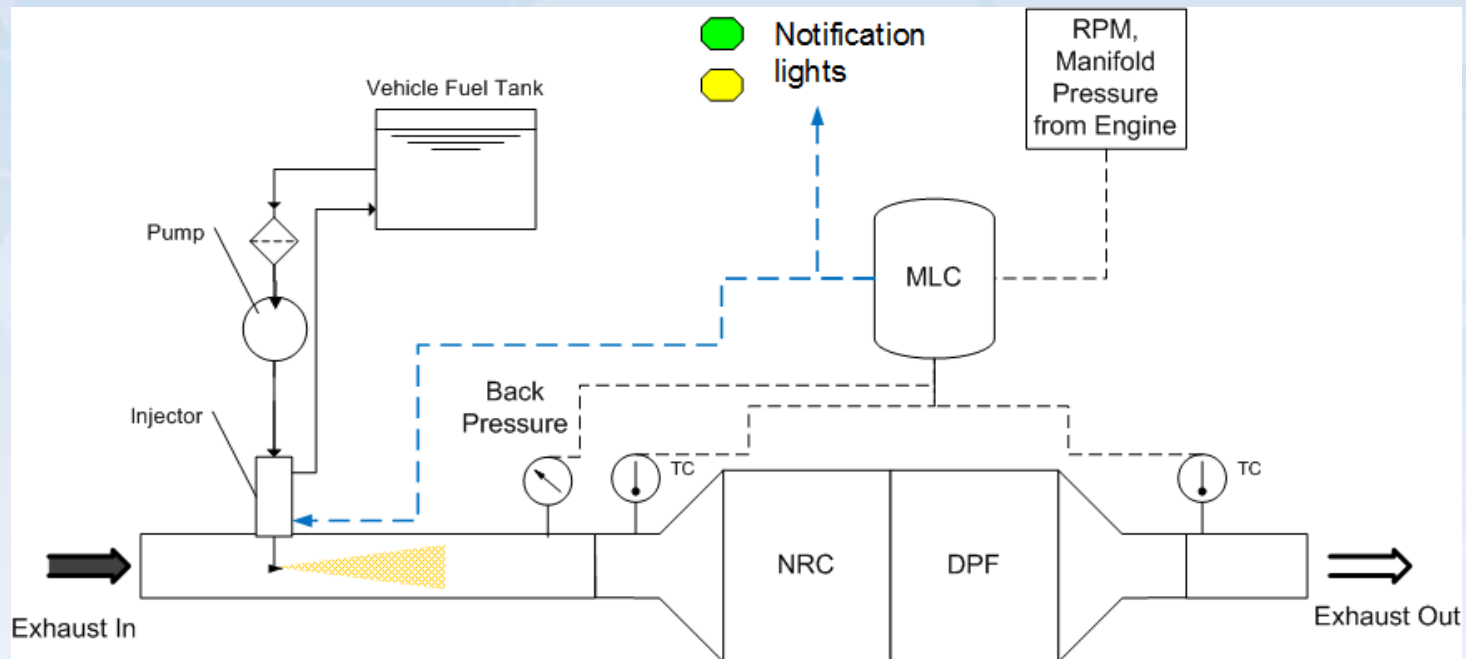 Notification
lights
RPM,
Manifold
Pressure
from Engine
Vehicle Fuel Tank
Pump
MLC
Injector
Back
Pressure
TC
TC
NRC
DPF
Exhaust In
Exhaust Out